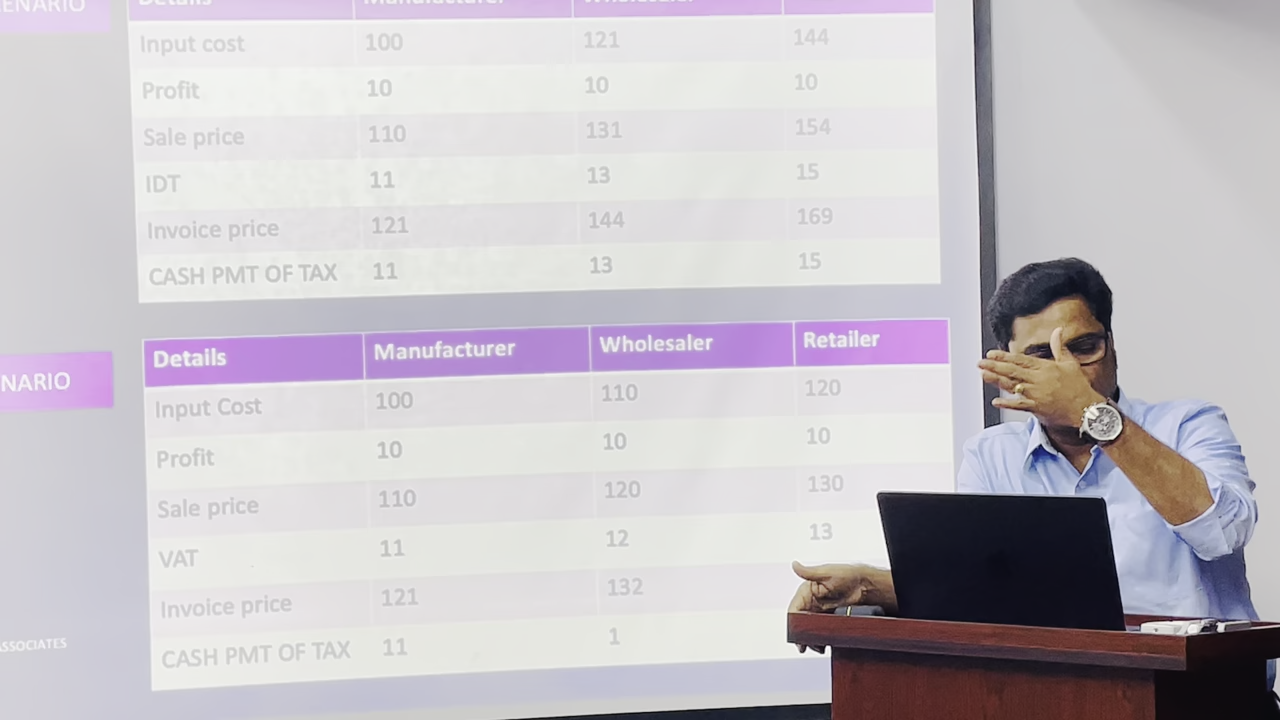 ENARIO
Details Manufacturer Wholesaler
Input cost 100 121 144
Profit 10 10 10
Sale price 110 131 154
IDT 11 13 15
Invoice price 121 144 169
CASH PMT OF TAX 11 13 15
NARIO
Details Manufacturer Wholesaler Retailer
Input Cost 100 110 120
Profit 10 10 10
Sale price 110 120 130
VAT 11 12 13
Invoice price 121 132
CASH PMT OF TAX 11 1
ASSOCIATES